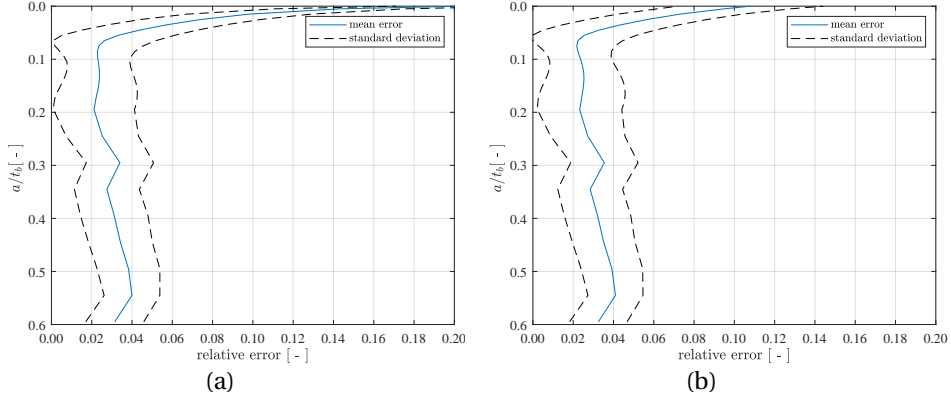 0.0
0.1
0.2
0.3
0.4
0.5
0.6
a/t_b [ - ]
0.00 0.02 0.04 0.06 0.08 0.10 0.12 0.14 0.16 0.18 0.20
relative error [ - ]
mean error
standard deviation
(a)
0.0
0.1
0.2
0.3
0.4
0.5
0.6
a/t_b [ - ]
0.00 0.02 0.04 0.06 0.08 0.10 0.12 0.14 0.16 0.18 0.20
relative error [ - ]
mean error
standard deviation
(b)